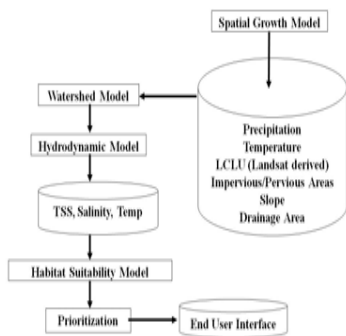 Spatial Growth Model
Watershed Model
Precipitation
Temperature
LCLU (Landsat derived)
Impervious/Pervious Areas
Slope
Drainage Area
Hydrodynamic Model
TSS, Salinity, Temp
Habitat Suitability Model
Prioritization
End User Interface